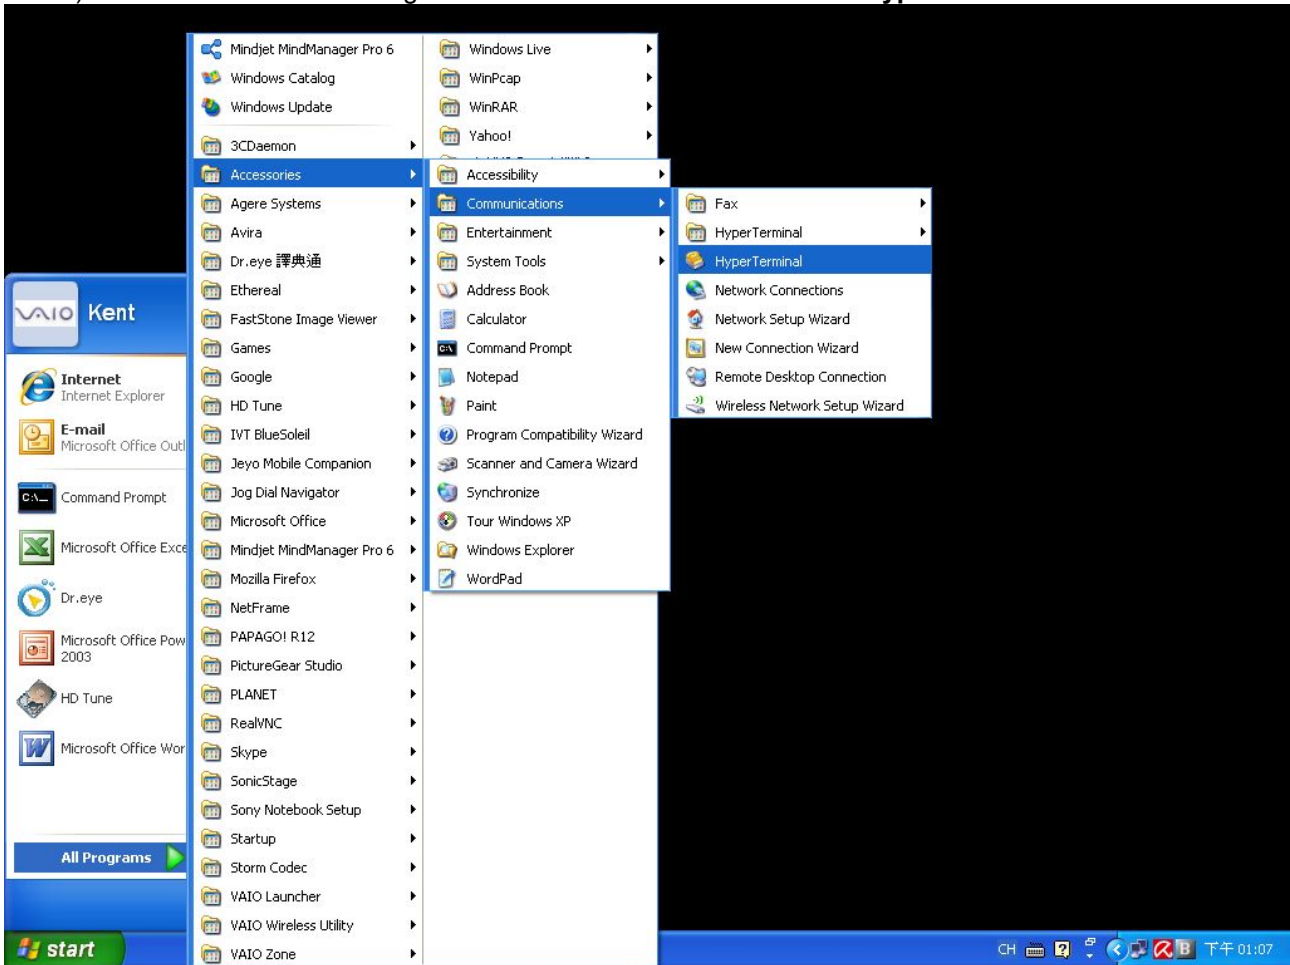 Mindjet MindManager Pro 6
Windows Catalog
Windows Update
3CDaemon
Accessories
Agere Systems
Avira
Dr.eye 譯典通
Ethereal
FastStone Image Viewer
Games
Google
HD Tune
IVT BlueSoleil
Jeyo Mobile Companion
Jog Dial Navigator
Microsoft Office
Mindjet MindManager Pro 6
Mozilla Firefox
NetFrame
PAPAGO! R12
PictureGear Studio
PLANET
RealVNC
Skype
SonicStage
Sony Notebook Setup
Startup
Storm Codec
VAIO Launcher
VAIO Wireless Utility
VAIO Zone
Windows Live
WinPcap
WinRAR
Yahoo!
Accessibility
Communications
Entertainment
System Tools
Address Book
Calculator
Command Prompt
Notepad
Paint
Program Compatibility Wizard
Scanner and Camera Wizard
Synchronize
Tour Windows XP
Windows Explorer
WordPad
Fax
HyperTerminal
HyperTerminal
Network Connections
Network Setup Wizard
New Connection Wizard
Remote Desktop Connection
Wireless Network Setup Wizard
VAIO
Kent
Internet
Internet Explorer
E-mail
Microsoft Office Outl
C:\_
Command Prompt
Microsoft Office Exce
Dr.eye
Microsoft Office Pow
2003
HD Tune
Microsoft Office Wor
All Programs
start
CH
下午 01:07